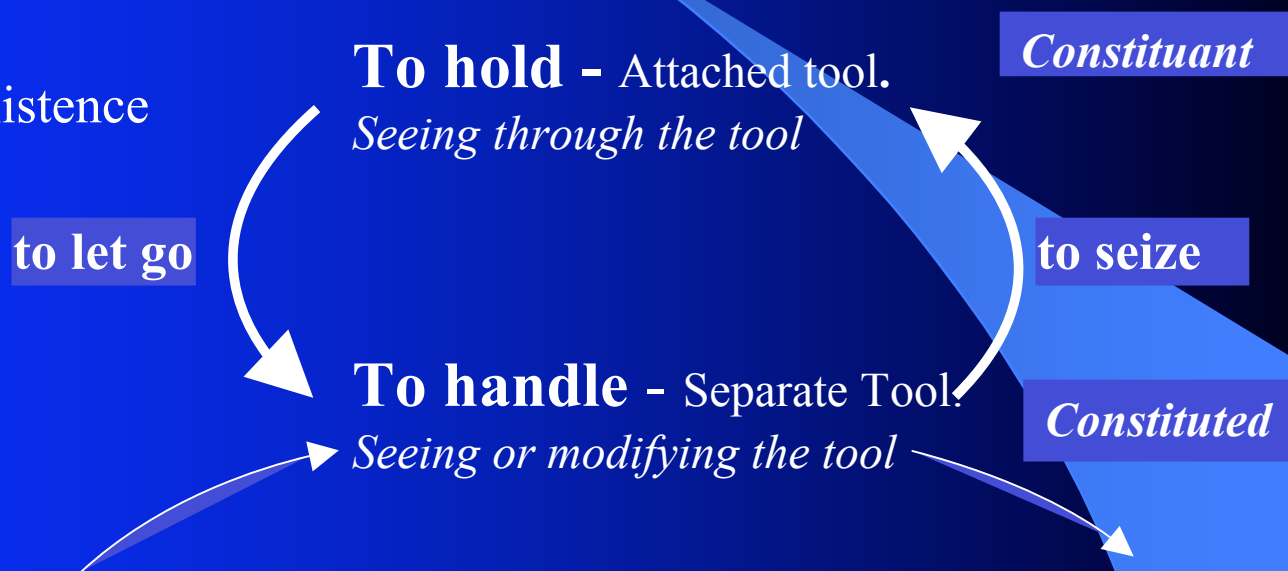 To hold - Attached tool.
Constituant
istence
Seeing through the tool
to let go
to seize
To handle - Separate Tool.
Constituted
Seeing or modifying the tool